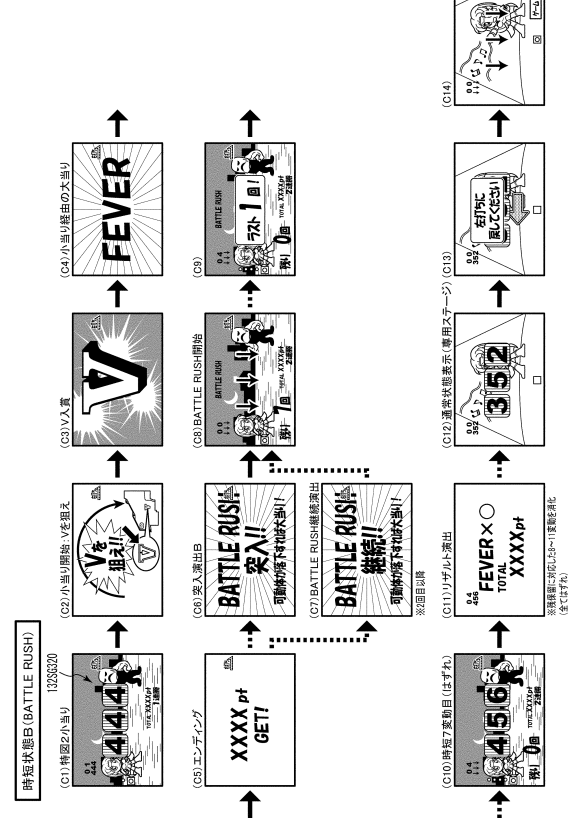 時短状態B(BATTLE RUSH)
(C1)特図2小当り
132SG320
0 1
444
444
TOTAL XXXXpt
1連勝
(C2)小当り開始:Vを狙え
Vを
狙え!!
V
(C3)V入賞
V
(C4)小当り経由の大当り
FEVER
(C5)エンディング
XXXX pt
GET!
(C6)突入演出B
BATTLE RUSH
突入!!
可動体が落下すれば大当り!
(C7)BATTLE RUSH継続演出
BATTLE RUSH
継続!!
可動体が落下すれば大当り!
※2回目以降
(C8)BATTLE RUSH開始
0 0
↓↓↓
BATTLE RUSH
残り
回
TOTAL XXXXpt
2連勝
(C9)
0 4
↓↓↓
BATTLE RUSH
ラスト1回!
残り 0回
TOTAL XXXXpt
2連勝
(C10)時短7変動目(はずれ)
0 4
456
残り 0回
TOTAL XXXXpt
2連勝
(C11)リザルト演出
0 4
456
FEVER×○
TOTAL
XXXXpt
※残保留に対応した8~11変動を消化
(全てはずれ)
(C12)通常状態表示(専用ステージ)
0 0
352
352
(C13)
0 0
352
左打ちに
戻してください
(C14)
0 0
↓↓↓
ゲーム